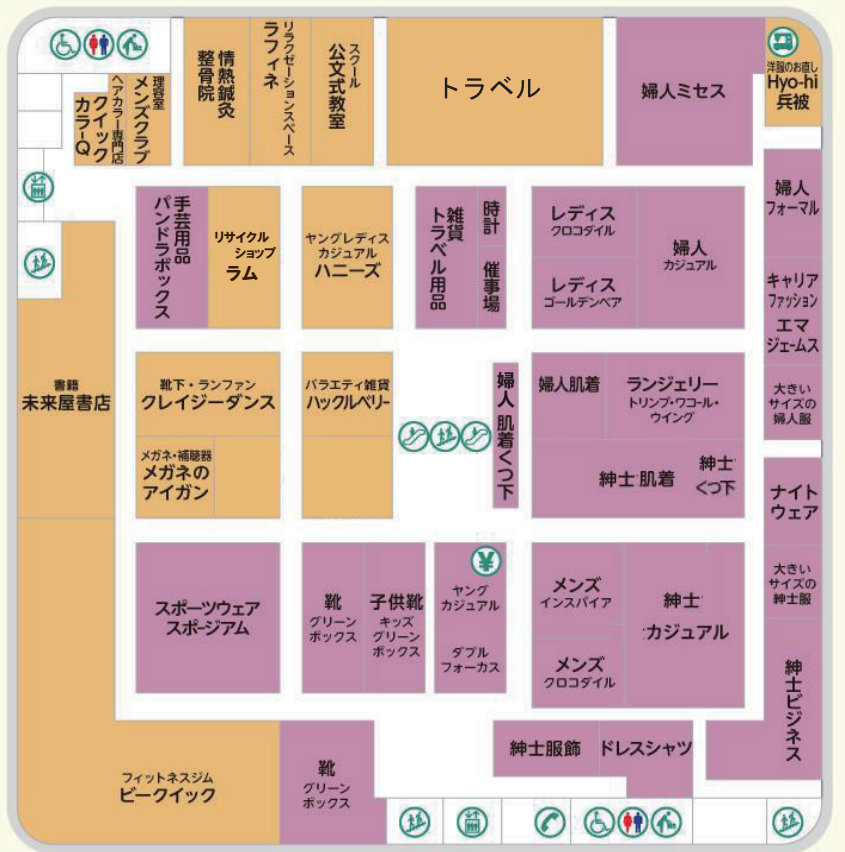 理容室
メンズクラブ
ヘアカラー専門店
クイック
カラーQ
情熱鍼灸
整骨院
リラクゼーションスペース
ラフィネ
スクール
公文式教室
トラベル
婦人ミセス
洋服のお直し
Hyo-hi
兵被
手芸用品
パンドラボックス
リサイクル
ショップ
ラム
ヤングレディス
カジュアル
ハニーズ
雑貨
トラベル用品
時計
催事場
レディス
クロコダイル
レディス
ゴールデンベア
婦人
カジュアル
婦人
フォーマル
キャリア
ファッション
エマ
ジェームス
大きい
サイズの
婦人服
書籍
未来屋書店
靴下・ランファン
クレイジーダンス
メガネ・補聴器
メガネの
アイガン
バラエティ雑貨
ハックルベリー
婦人肌着くつ下
婦人肌着
ランジェリー
トリンプ・ワコール・
ウイング
紳士肌着
紳士
くつ下
ナイト
ウェア
大きい
サイズの
紳士服
スポーツウェア
スポージアム
靴
グリーン
ボックス
子供靴
キッズ
グリーン
ボックス
¥
ヤング
カジュアル
ダブル
フォーカス
メンズ
インスパイア
メンズ
クロコダイル
紳士
カジュアル
紳士ビジネス
フィットネスジム
ビークイック
靴
グリーン
ボックス
紳士服飾
ドレスシャツ